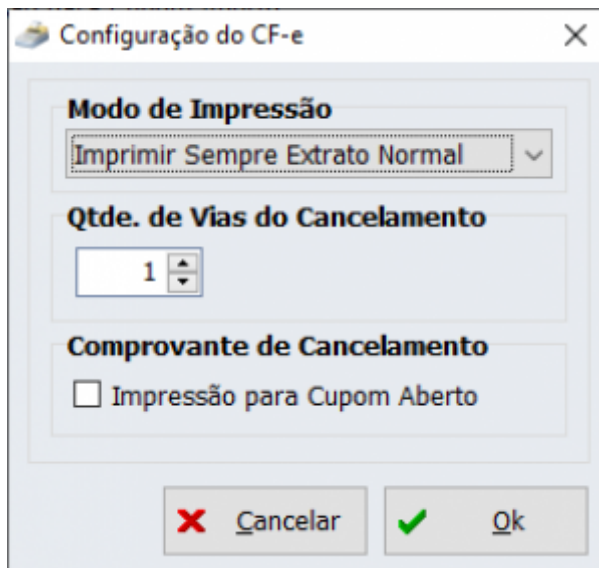 Configuração do CF-e
Modo de Impressão
Imprimir Sempre Extrato Normal
Qtde. de Vias do Cancelamento
1
Comprovante de Cancelamento
Impressão para Cupom Aberto
Cancelar
Ok